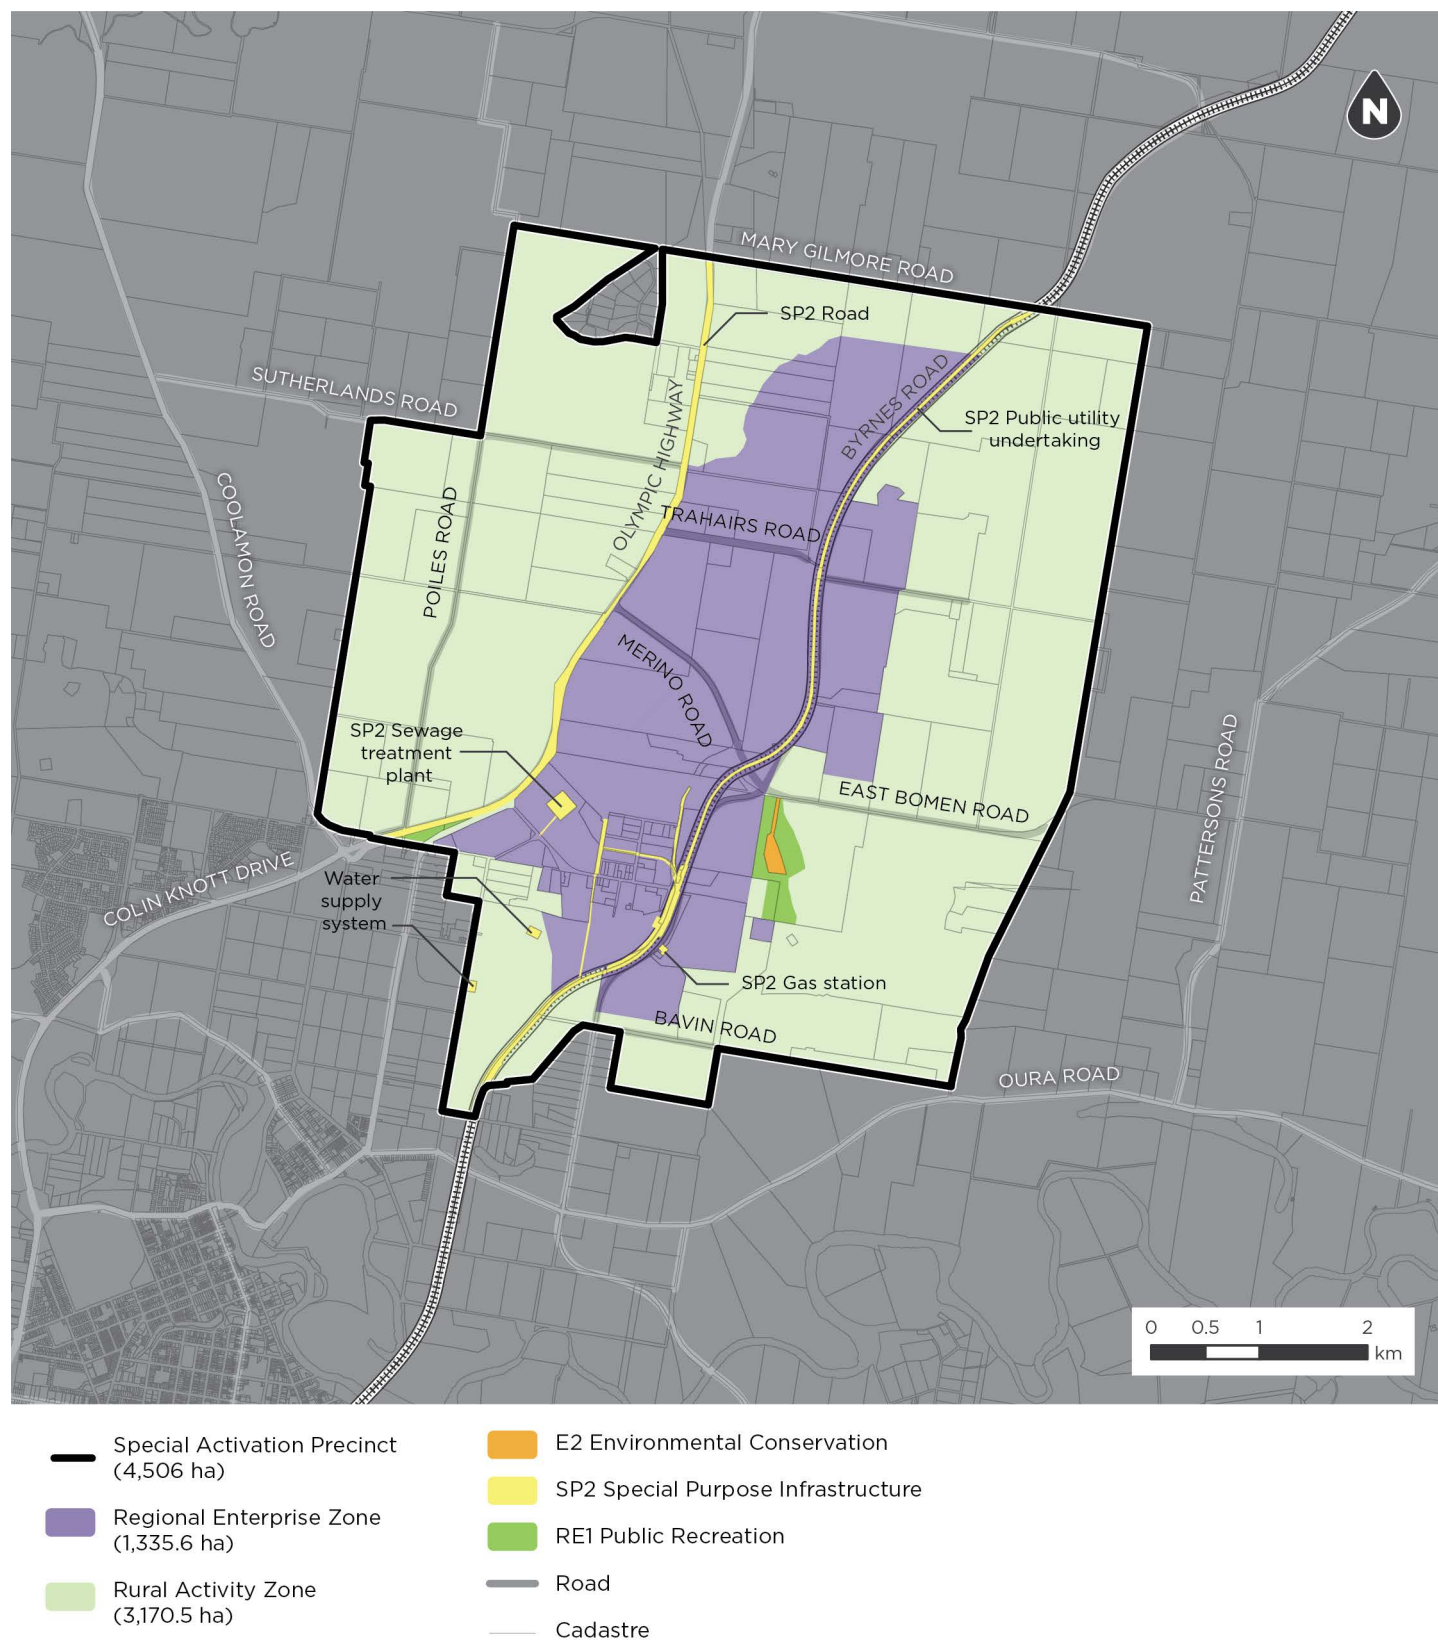 N
MARY GILMORE ROAD
SP2 Road
SUTHERLANDS ROAD
BYRNES ROAD
SP2 Public utility
undertaking
OLYMPIC HIGHWAY
COOLAMON ROAD
POILES ROAD
TRAHAIRS ROAD
MERINO ROAD
SP2 Sewage
treatment
plant
EAST BOMEN ROAD
PATTERSONS ROAD
COLIN KNOTT DRIVE
Water
supply
system
SP2 Gas station
BAVIN ROAD
OURA ROAD
0 0.5 1 2
km
Special Activation Precinct
(4,506 ha)
Regional Enterprise Zone
(1,335.6 ha)
Rural Activity Zone
(3,170.5 ha)
E2 Environmental Conservation
SP2 Special Purpose Infrastructure
RE1 Public Recreation
Road
Cadastre